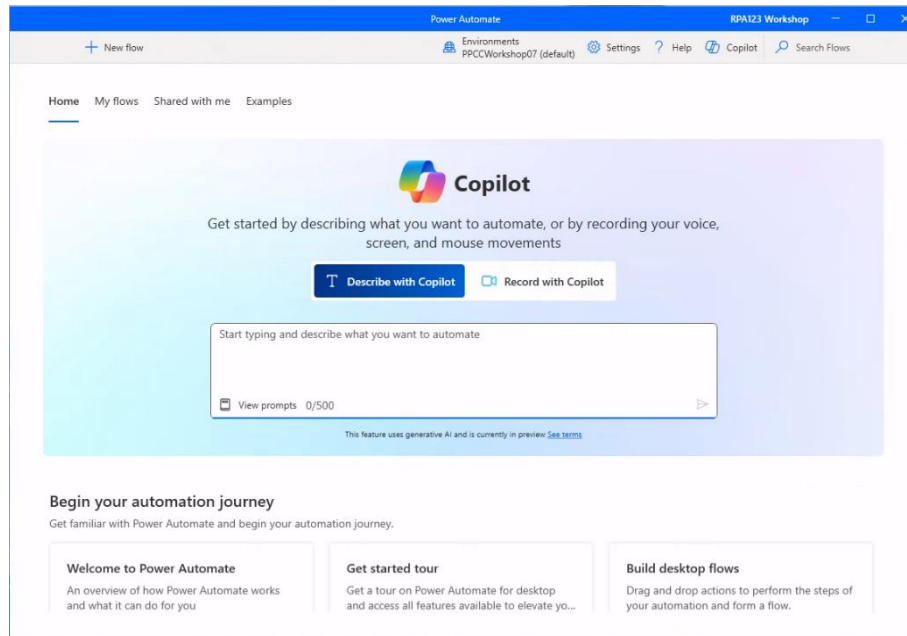 Power Automate
RPA123 Workshop
New flow
Environments
PPCCWorkshop07 (default)
Settings
Help
Copilot
Search Flows
Home
My flows
Shared with me
Examples
Copilot
Get started by describing what you want to automate, or by recording your voice,
screen, and mouse movements
Describe with Copilot
Record with Copilot
Start typing and describe what you want to automate
View prompts 0/500
This feature uses generative AI and is currently in preview See terms
Begin your automation journey
Get familiar with Power Automate and begin your automation journey.
Welcome to Power Automate
An overview of how Power Automate works
and what it can do for you
Get started tour
Get a tour on Power Automate for desktop
and access all features available to elevate yo...
Build desktop flows
Drag and drop actions to perform the steps of
your automation and form a flow.